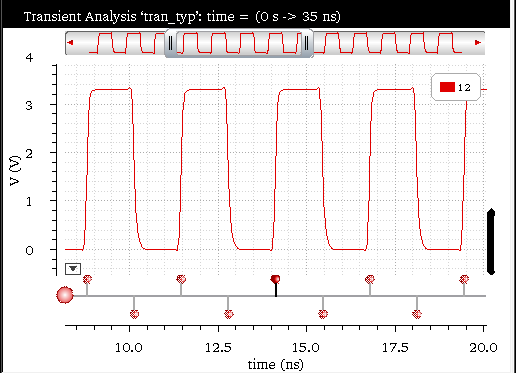 Transient Analysis ‘tran_typ’: time = (0 s -> 35 ns)
4
3
2
1
0
V (V)
12
10.0 12.5 15.0 17.5 20.0
time (ns)